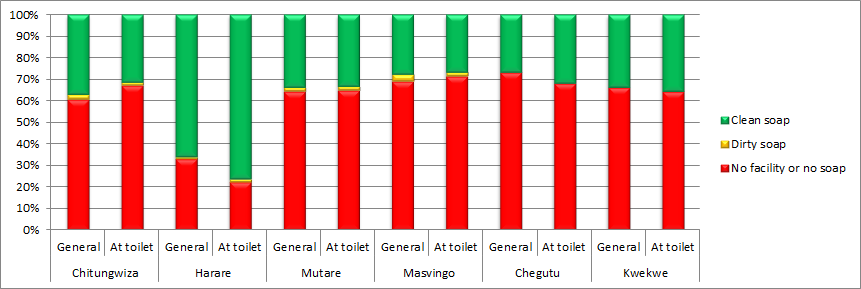 100%
90%
80%
70%
60%
50%
40%
30%
20%
10%
0%
Clean soap
Dirty soap
No facility or no soap
General At toilet General At toilet General At toilet General At toilet General At toilet General At toilet
Chitungwiza Harare Mutare Masvingo Chegutu Kwekwe